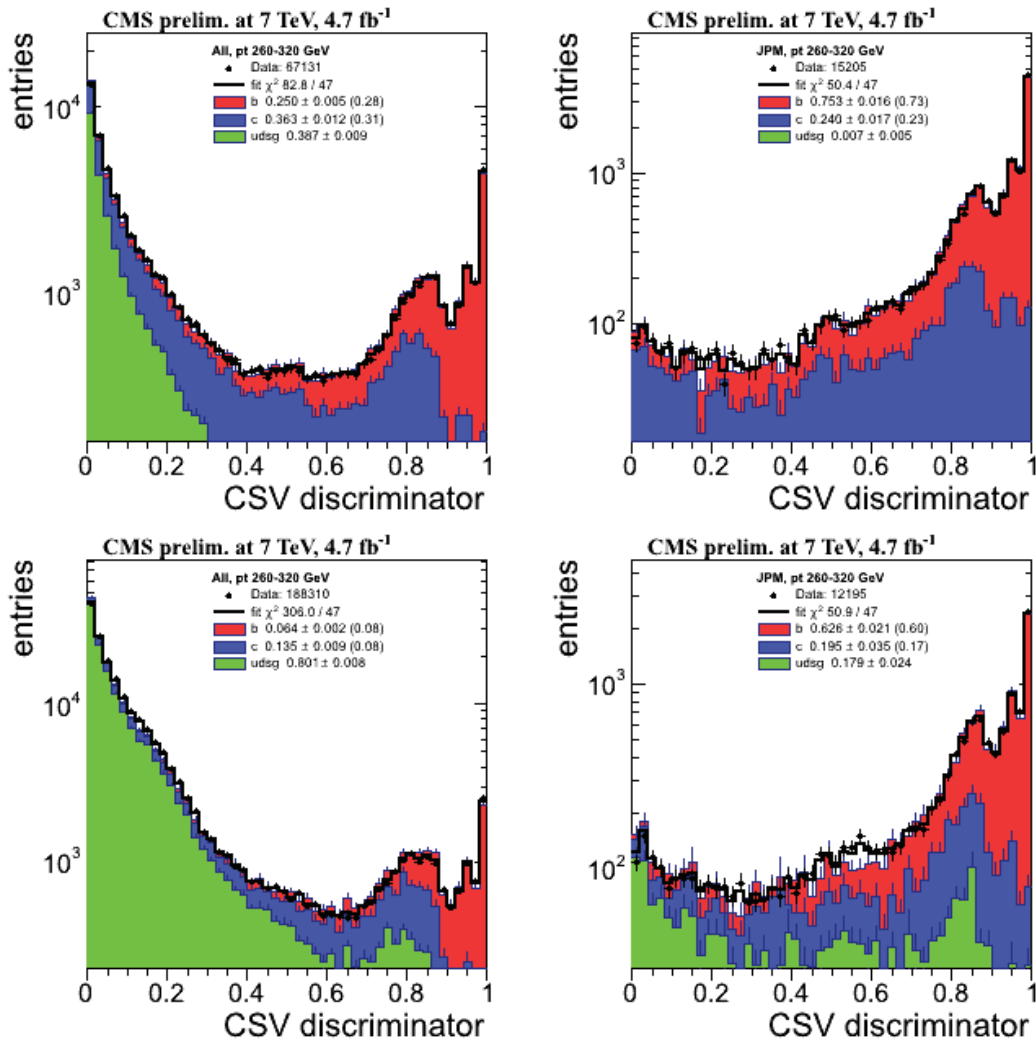 CMS prelim. at 7 TeV, 4.7 fb⁻¹
entries
All, pt 260-320 GeV
Data: 67131
fit χ² 82.8 / 47
b 0.250 ± 0.005 (0.28)
c 0.363 ± 0.012 (0.31)
udsg 0.387 ± 0.009
10⁴
10³
0 0.2 0.4 0.6 0.8 1
CSV discriminator
CMS prelim. at 7 TeV, 4.7 fb⁻¹
entries
JPM, pt 260-320 GeV
Data: 15205
fit χ² 50.4 / 47
b 0.753 ± 0.016 (0.73)
c 0.240 ± 0.017 (0.23)
udsg 0.007 ± 0.005
10³
10²
0 0.2 0.4 0.6 0.8 1
CSV discriminator
CMS prelim. at 7 TeV, 4.7 fb⁻¹
entries
All, pt 260-320 GeV
Data: 188310
fit χ² 306.0 / 47
b 0.064 ± 0.002 (0.08)
c 0.135 ± 0.009 (0.08)
udsg 0.801 ± 0.008
10⁴
10³
0 0.2 0.4 0.6 0.8 1
CSV discriminator
CMS prelim. at 7 TeV, 4.7 fb⁻¹
entries
JPM, pt 260-320 GeV
Data: 12195
fit χ² 50.9 / 47
b 0.626 ± 0.021 (0.60)
c 0.195 ± 0.035 (0.17)
udsg 0.179 ± 0.024
10³
10²
0 0.2 0.4 0.6 0.8 1
CSV discriminator